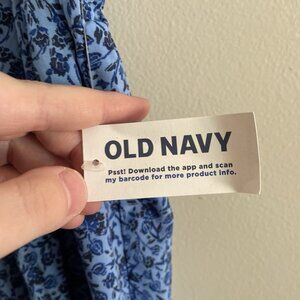 OLD NAVY
Psst! Download the app and scan
my barcode for more product info.